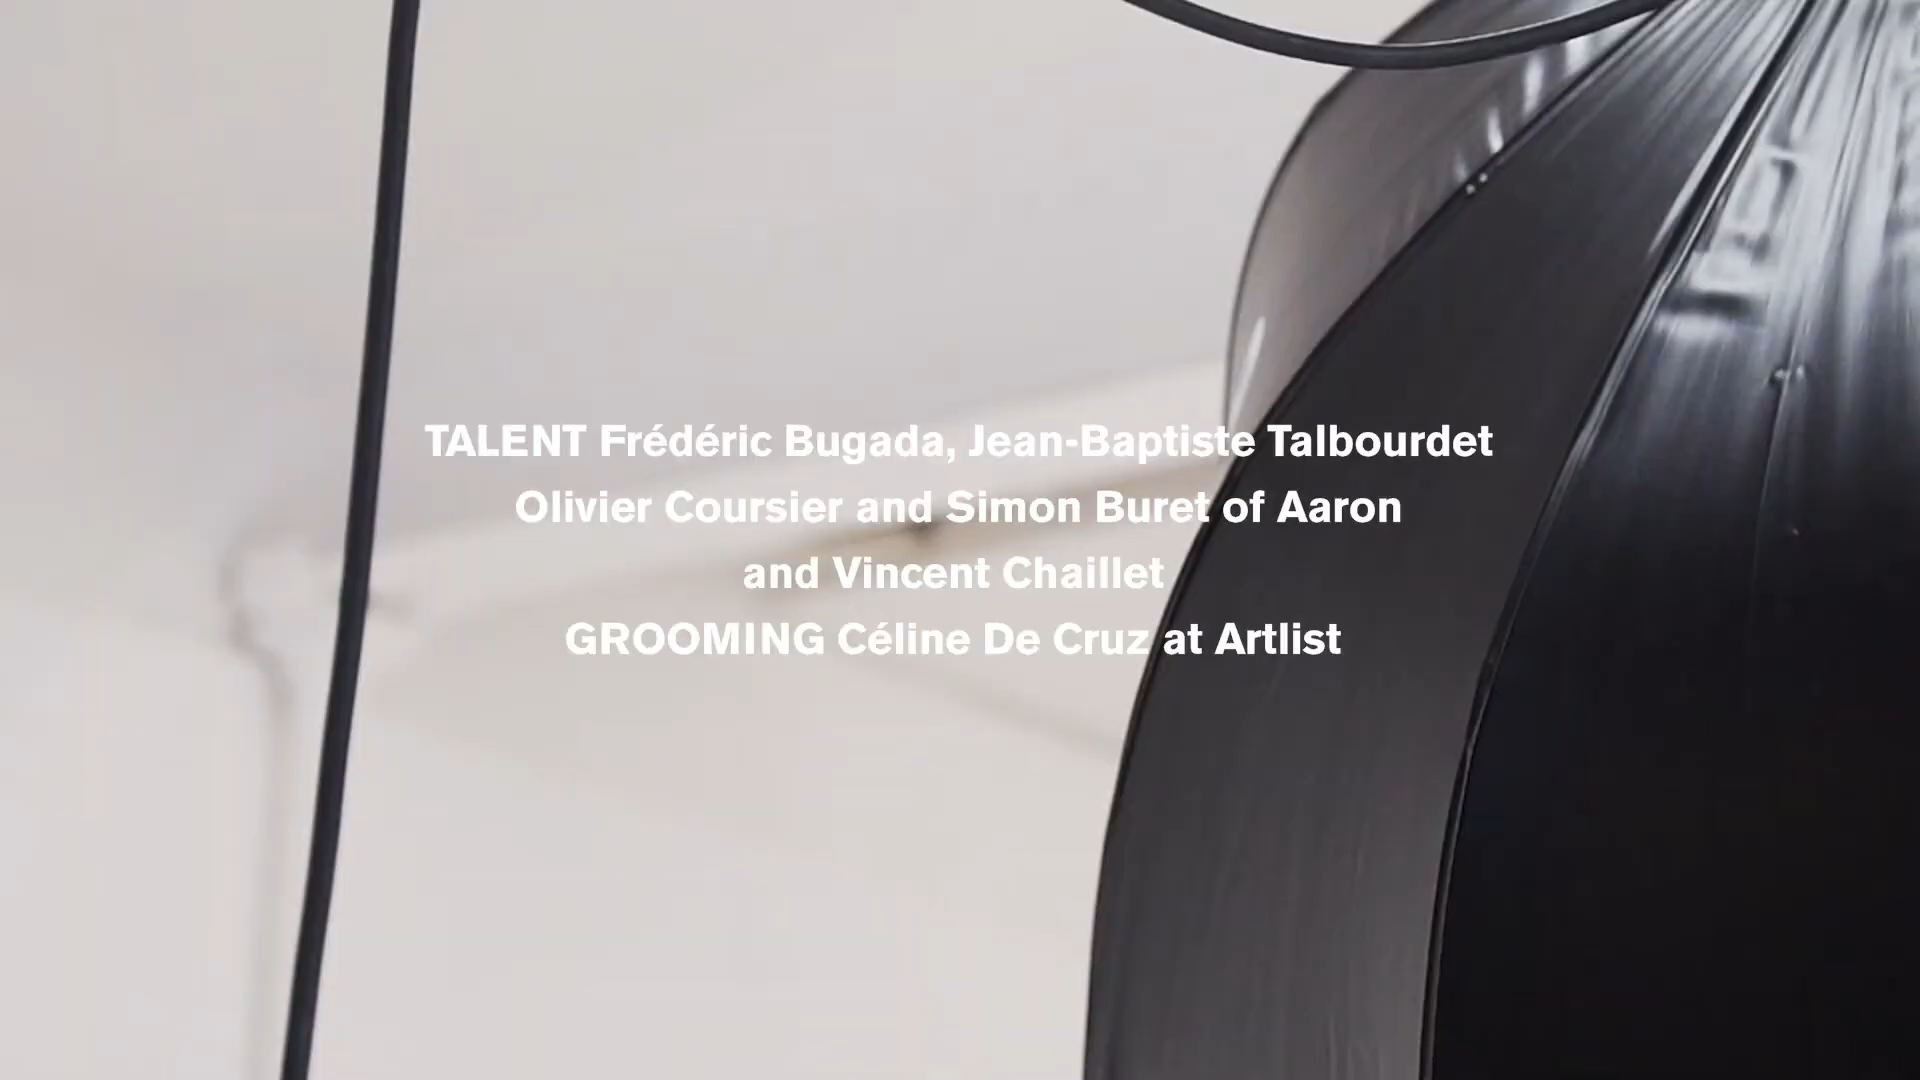 TALENT Frédéric Bugada, Jean-Baptiste Talbourdet
Olivier Coursier and Simon Buret of Aaron
and Vincent Chaillet
GROOMING Céline De Cruz at Artlist